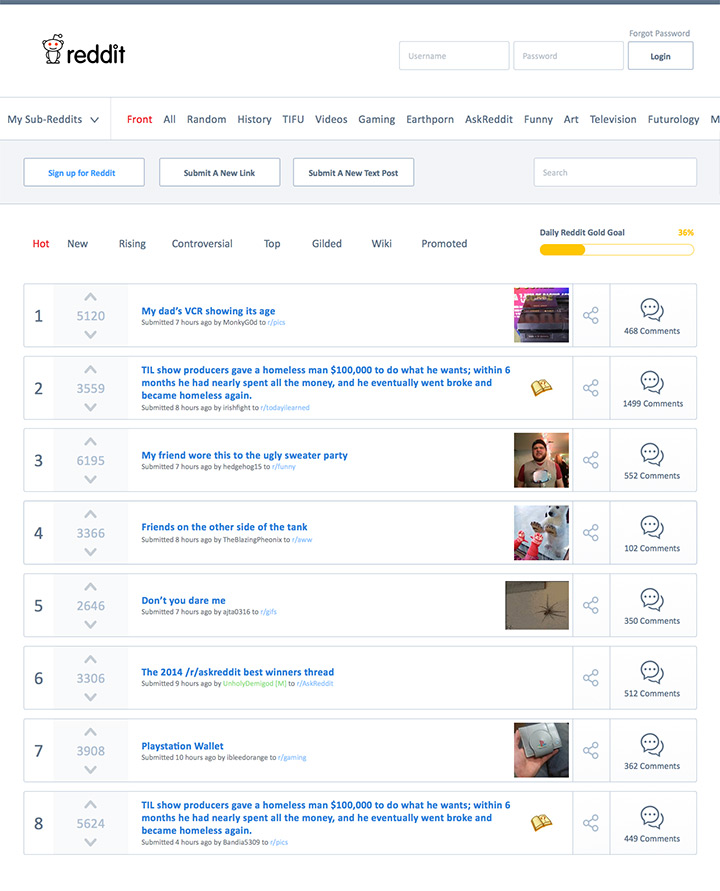 reddit
Forgot Password
Username
Password
Login
My Sub-Reddits
Front All Random History TIFU Videos Gaming Earthporn AskReddit Funny Art Television Futurology M
Sign up for Reddit
Submit A New Link
Submit A New Text Post
Search
Hot New Rising Controversial Top Gilded Wiki Promoted
Daily Reddit Gold Goal 36%
1
5120
My dad's VCR showing its age
Submitted 7 hours ago by MonkyG0d to r/pics
468 Comments
2
3559
TIL show producers gave a homeless man $100,000 to do what he wants; within 6
months he had nearly spent all the money, and he eventually went broke and
became homeless again.
Submitted 8 hours ago by irishfight to r/todayilearned
1499 Comments
3
6195
My friend wore this to the ugly sweater party
Submitted 7 hours ago by hedgehog15 to r/funny
552 Comments
4
3366
Friends on the other side of the tank
Submitted 8 hours ago by TheBlazingPheonix to r/aww
102 Comments
5
2646
Don't you dare me
Submitted 7 hours ago by ajta0316 to r/gifs
350 Comments
6
3306
The 2014 /r/askreddit best winners thread
Submitted 9 hours ago by UnholyDemigod [M] to r/AskReddit
512 Comments
7
3908
Playstation Wallet
Submitted 10 hours ago by ibleedorange to r/gaming
362 Comments
8
5624
TIL show producers gave a homeless man $100,000 to do what he wants; within 6
months he had nearly spent all the money, and he eventually went broke and
became homeless again.
Submitted 4 hours ago by Bandia5309 to r/pics
449 Comments